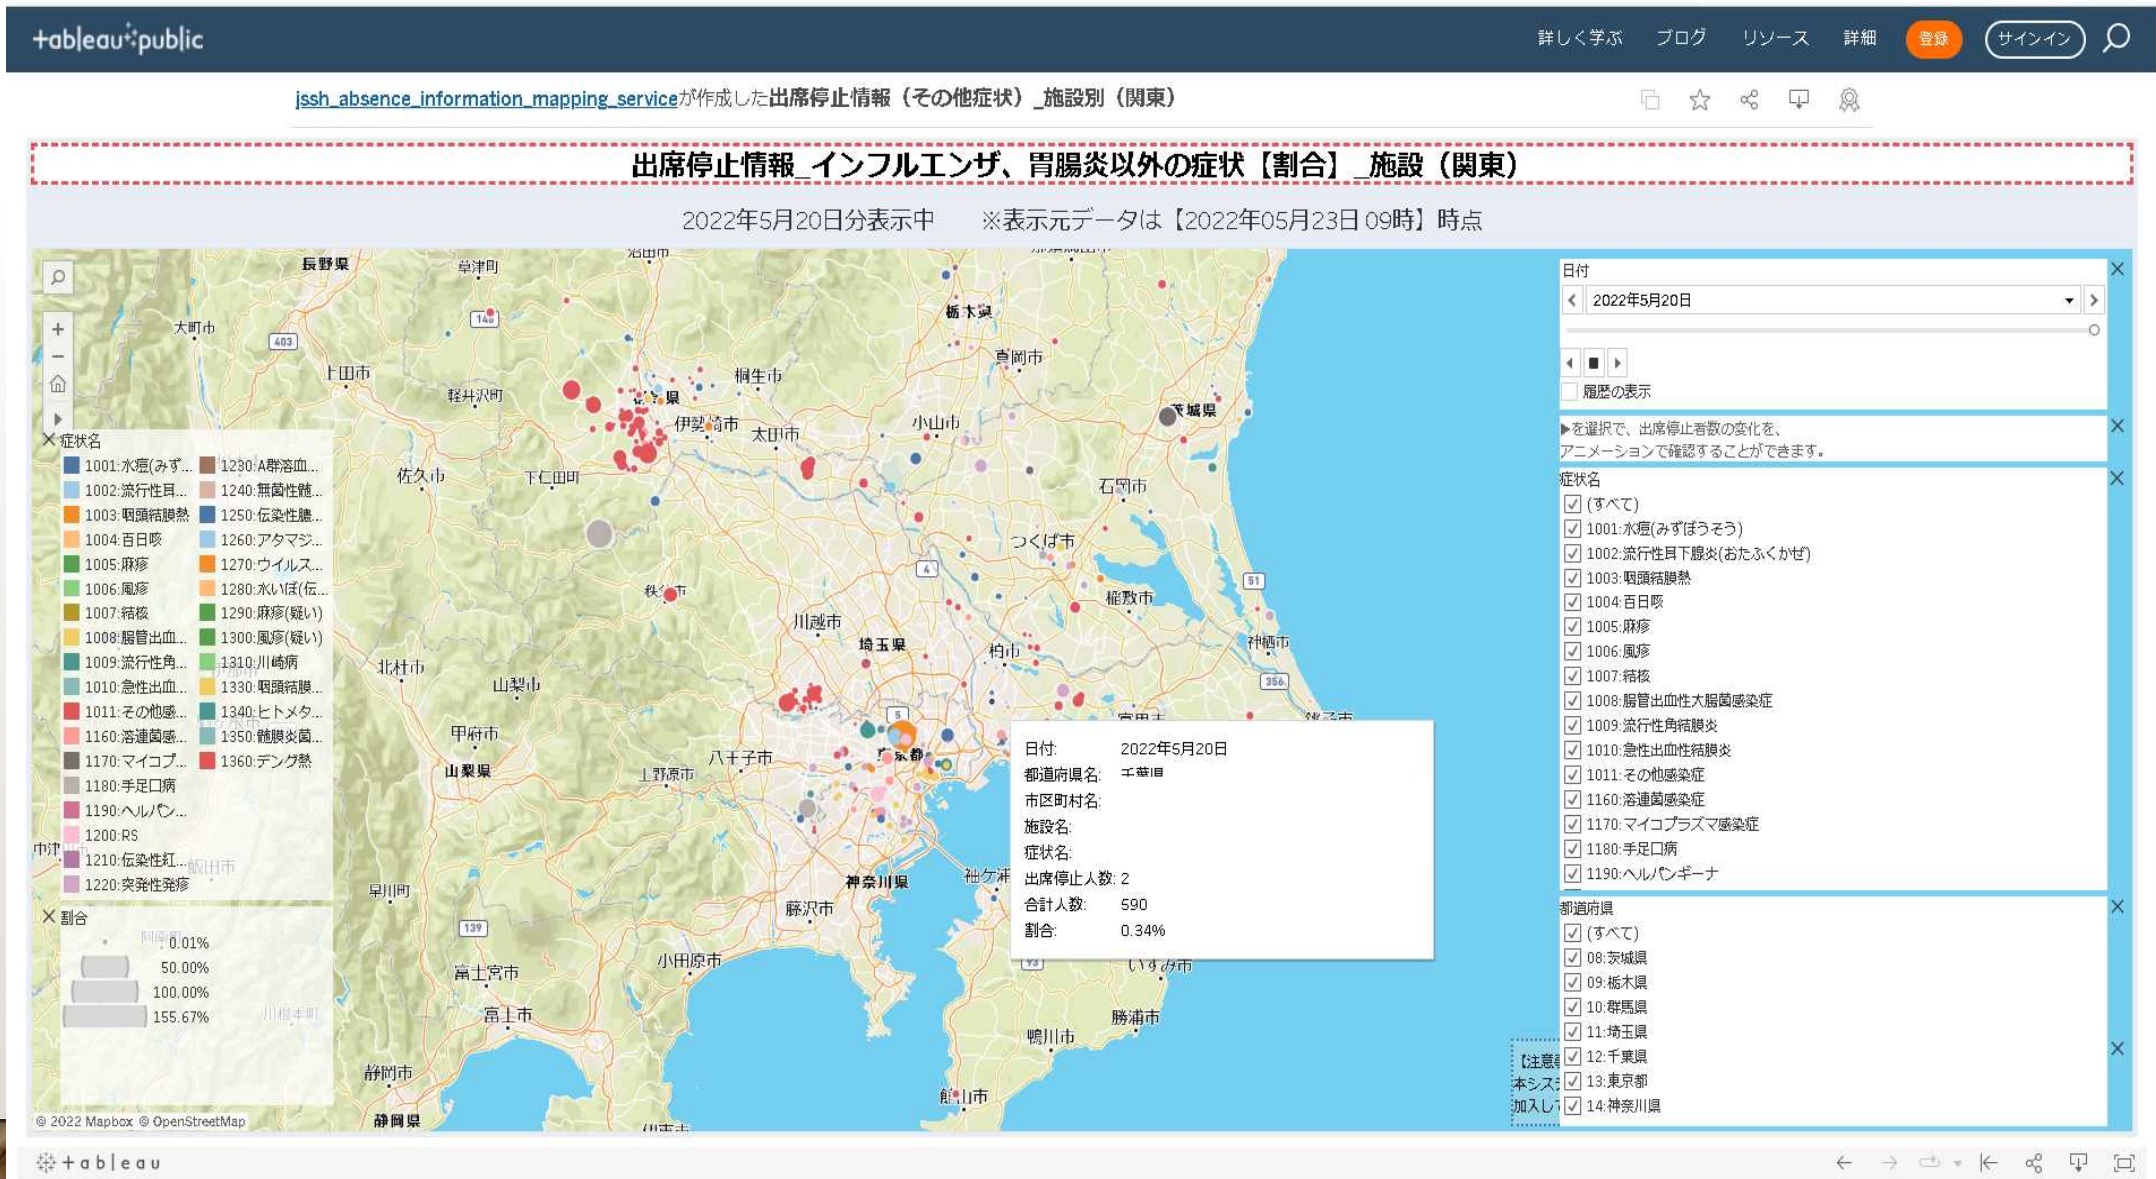 +ableau public
詳しく学ぶ ブログ リソース 詳細 登録 サインイン
jssh_absence_information_mapping_serviceが作成した出席停止情報（その他症状）_施設別（関東）
出席停止情報_インフルエンザ、胃腸炎以外の症状【割合】_施設（関東）
2022年5月20日分表示中 ※表示元データは【2022年05月23日 09時】時点
長野県
草津町
沼田市
栃木県
大町市
403
真岡市
上田市
桐生市
軽井沢町
伊勢崎市
太田市
小山市
茨城県
佐久市
下仁田町
石岡市
つくば市
4
51
秩父市
稲敷市
川越市
埼玉県
柏市
神栖市
北杜市
山梨市
356
5
甲府市
東京都
八王子市
山梨県
上野原市
神奈川県
早川町
藤沢市
139
小田原市
富士宮市
いすみ市
富士市
勝浦市
鴨川市
静岡市
館山市
静岡県
飯田市
川根本町
症状名
1001:水痘(みず...
1002:流行性耳...
1003:咽頭結膜熱
1004:百日咳
1005:麻疹
1006:風疹
1007:結核
1008:腸管出血...
1009:流行性角...
1010:急性出血...
1011:その他感...
1160:溶連菌感...
1170:マイコプ...
1180:手足口病
1190:ヘルパン...
1200:RS
1210:伝染性紅...
1220:突発性発疹
1230:A群溶血...
1240:無菌性髄...
1250:伝染性膿...
1260:アタマジ...
1270:ウイルス...
1280:水いぼ(伝...
1290:麻疹(疑い)
1300:風疹(疑い)
1310:川崎病
1330:咽頭結膜...
1340:ヒトメタ...
1350:髄膜炎菌...
1360:デング熱
割合
0.01%
50.00%
100.00%
155.67%
© 2022 Mapbox © OpenStreetMap
日付: 2022年5月20日
都道府県名: 千葉県
市区町村名:
施設名:
症状名:
出席停止人数: 2
合計人数: 590
割合: 0.34%
日付
2022年5月20日
履歴の表示
▶を選択で、出席停止者数の変化を、
アニメーションで確認することができます。
症状名
(すべて)
1001:水痘(みずぼうそう)
1002:流行性耳下腺炎(おたふくかぜ)
1003:咽頭結膜熱
1004:百日咳
1005:麻疹
1006:風疹
1007:結核
1008:腸管出血性大腸菌感染症
1009:流行性角結膜炎
1010:急性出血性結膜炎
1011:その他感染症
1160:溶連菌感染症
1170:マイコプラズマ感染症
1180:手足口病
1190:ヘルパンギーナ
都道府県
(すべて)
08:茨城県
09:栃木県
10:群馬県
11:埼玉県
12:千葉県
13:東京都
14:神奈川県
【注意
本システ
加入して
+ableau